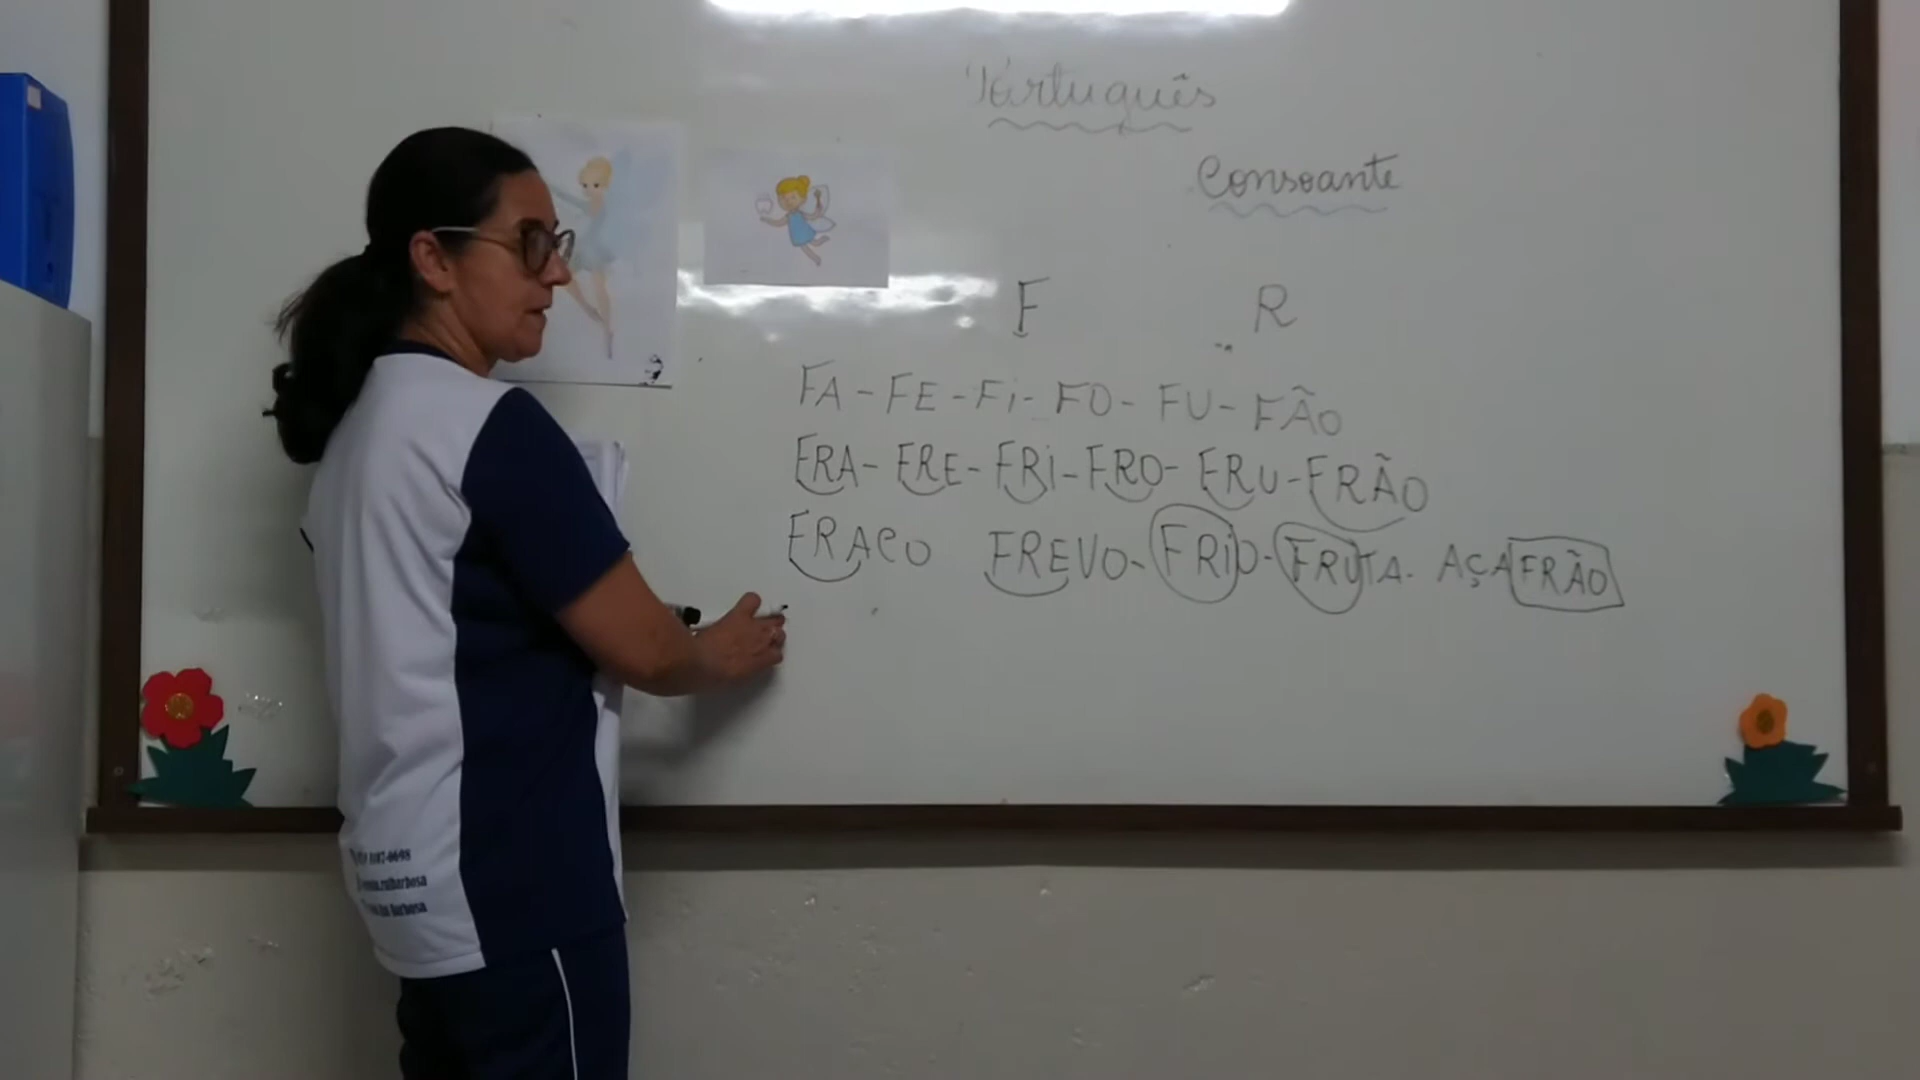 Português
Consoante
F R
FA - FE - Fi - FO - FU - FÃO
FRA - FRE - FRi - FRO - FRU - FRÃO
FRACO FREVO - FRiO - FRUTA - AÇAFRÃO
Barbosa